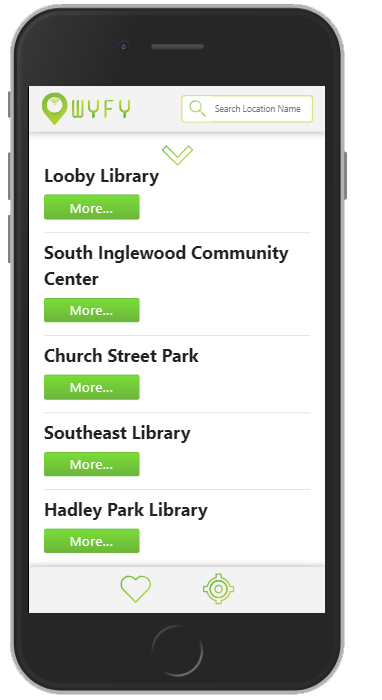 WYFY
Search Location Name
Looby Library
More...
South Inglewood Community
Center
More...
Church Street Park
More...
Southeast Library
More...
Hadley Park Library
More...